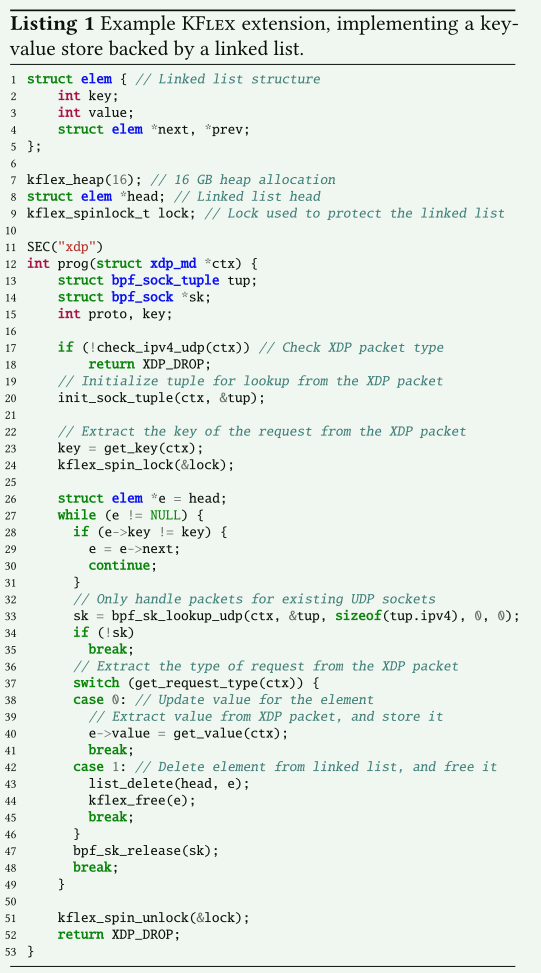 Listing 1 Example KFLEX extension, implementing a key-
value store backed by a linked list.
1 struct elem { // Linked list structure
2     int key;
3     int value;
4     struct elem *next, *prev;
5 };
6
7 kflex_heap(16); // 16 GB heap allocation
8 struct elem *head; // Linked list head
9 kflex_spinlock_t lock; // Lock used to protect the linked list
10
11 SEC("xdp")
12 int prog(struct xdp_md *ctx) {
13     struct bpf_sock_tuple tup;
14     struct bpf_sock *sk;
15     int proto, key;
16
17     if (!check_ipv4_udp(ctx)) // Check XDP packet type
18         return XDP_DROP;
19     // Initialize tuple for lookup from the XDP packet
20     init_sock_tuple(ctx, &tup);
21
22     // Extract the key of the request from the XDP packet
23     key = get_key(ctx);
24     kflex_spin_lock(&lock);
25
26     struct elem *e = head;
27     while (e != NULL) {
28       if (e->key != key) {
29         e = e->next;
30         continue;
31       }
32       // Only handle packets for existing UDP sockets
33       sk = bpf_sk_lookup_udp(ctx, &tup, sizeof(tup.ipv4), 0, 0);
34       if (!sk)
35         break;
36       // Extract the type of request from the XDP packet
37       switch (get_request_type(ctx)) {
38       case 0: // Update value for the element
39         // Extract value from XDP packet, and store it
40         e->value = get_value(ctx);
41         break;
42       case 1: // Delete element from linked list, and free it
43         list_delete(head, e);
44         kflex_free(e);
45         break;
46       }
47       bpf_sk_release(sk);
48       break;
49     }
50
51     kflex_spin_unlock(&lock);
52     return XDP_DROP;
53 }